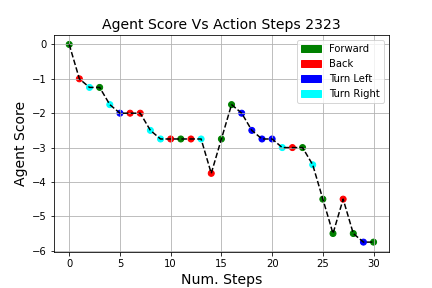 Agent Score Vs Action Steps 2323
Forward
Back
Turn Left
Turn Right
Agent Score
0
−1
−2
−3
−4
−5
−6
0
5
10
15
20
25
30
Num. Steps